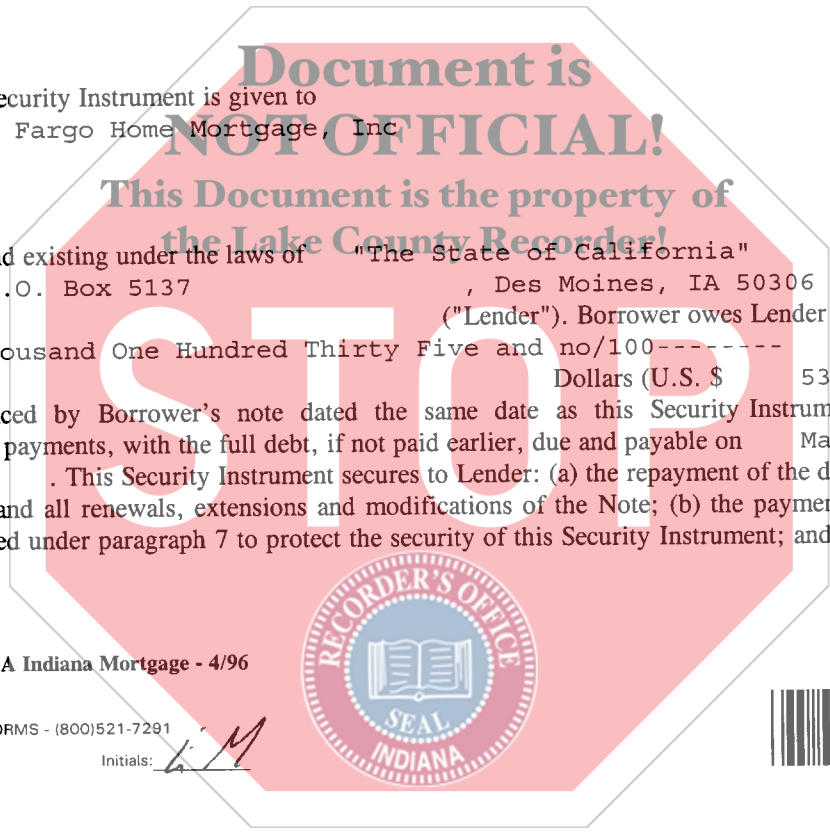 Document is
ecurity Instrument is given to
Fargo Home Mortgage, Inc
NOT OFFICIAL!
This Document is the property of
the Lake County Recorder!
d existing under the laws of "The State of California"
.O. Box 5137 , Des Moines, IA 50306
("Lender"). Borrower owes Lender
ousand One Hundred Thirty Five and no/100--------
Dollars (U.S. $ 53
STOP
ced by Borrower's note dated the same date as this Security Instrum
payments, with the full debt, if not paid earlier, due and payable on Ma
. This Security Instrument secures to Lender: (a) the repayment of the d
and all renewals, extensions and modifications of the Note; (b) the paymen
ed under paragraph 7 to protect the security of this Security Instrument; and
RECORDER'S OFFICE
SEAL
INDIANA
A Indiana Mortgage - 4/96
ORMS - (800)521-7291
Initials: